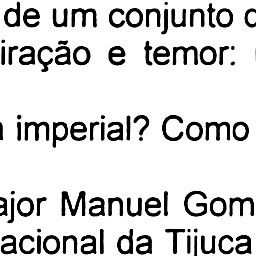 de um conjunto
iração e temor:
imperial? Como
ajor Manuel Gom
acional da Tijuca